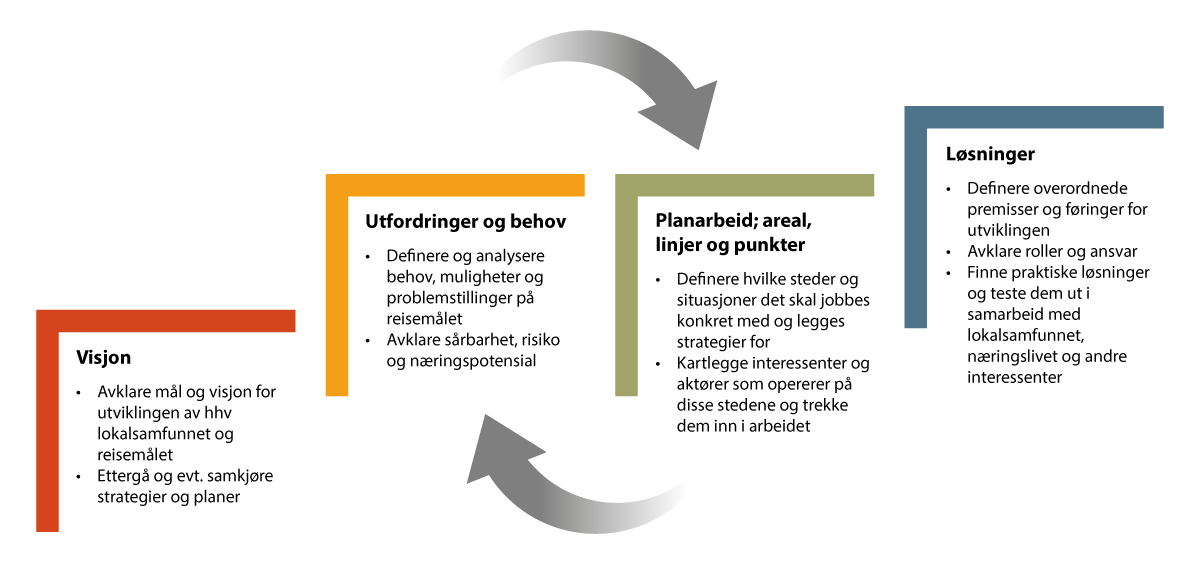 Visjon
• Avklare mål og visjon for
utviklingen av hhv
lokalsamfunnet og
reisemålet
• Ettergå og evt. samkjøre
strategier og planer
Utfordringer og behov
• Definere og analysere
behov, muligheter og
problemstillinger på
reisemålet
• Avklare sårbarhet, risiko
og næringspotensial
Planarbeid; areal,
linjer og punkter
• Definere hvilke steder og
situasjoner det skal jobbes
konkret med og legges
strategier for
• Kartlegge interessenter og
aktører som opererer på
disse stedene og trekke
dem inn i arbeidet
Løsninger
• Definere overordnede
premisser og føringer for
utviklingen
• Avklare roller og ansvar
• Finne praktiske løsninger
og teste dem ut i
samarbeid med
lokalsamfunnet,
næringslivet og andre
interessenter